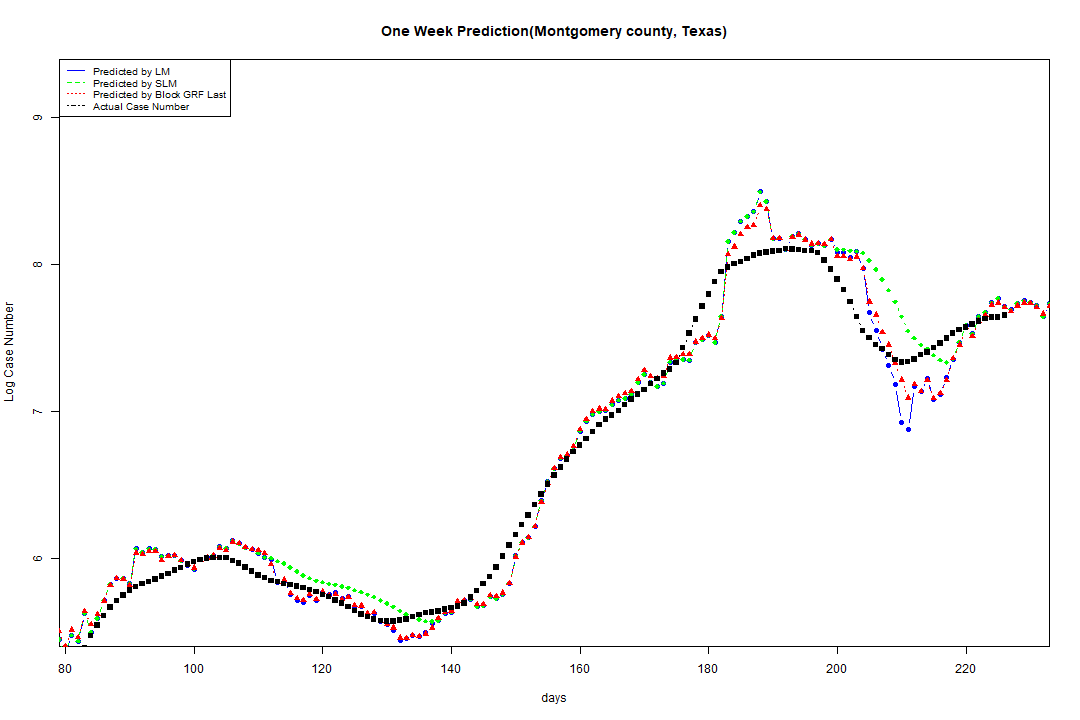 One Week Prediction(Montgomery county, Texas)
Predicted by LM
Predicted by SLM
Predicted by Block GRF Last
Actual Case Number
Log Case Number
9
8
7
6
80 100 120 140 160 180 200 220
days